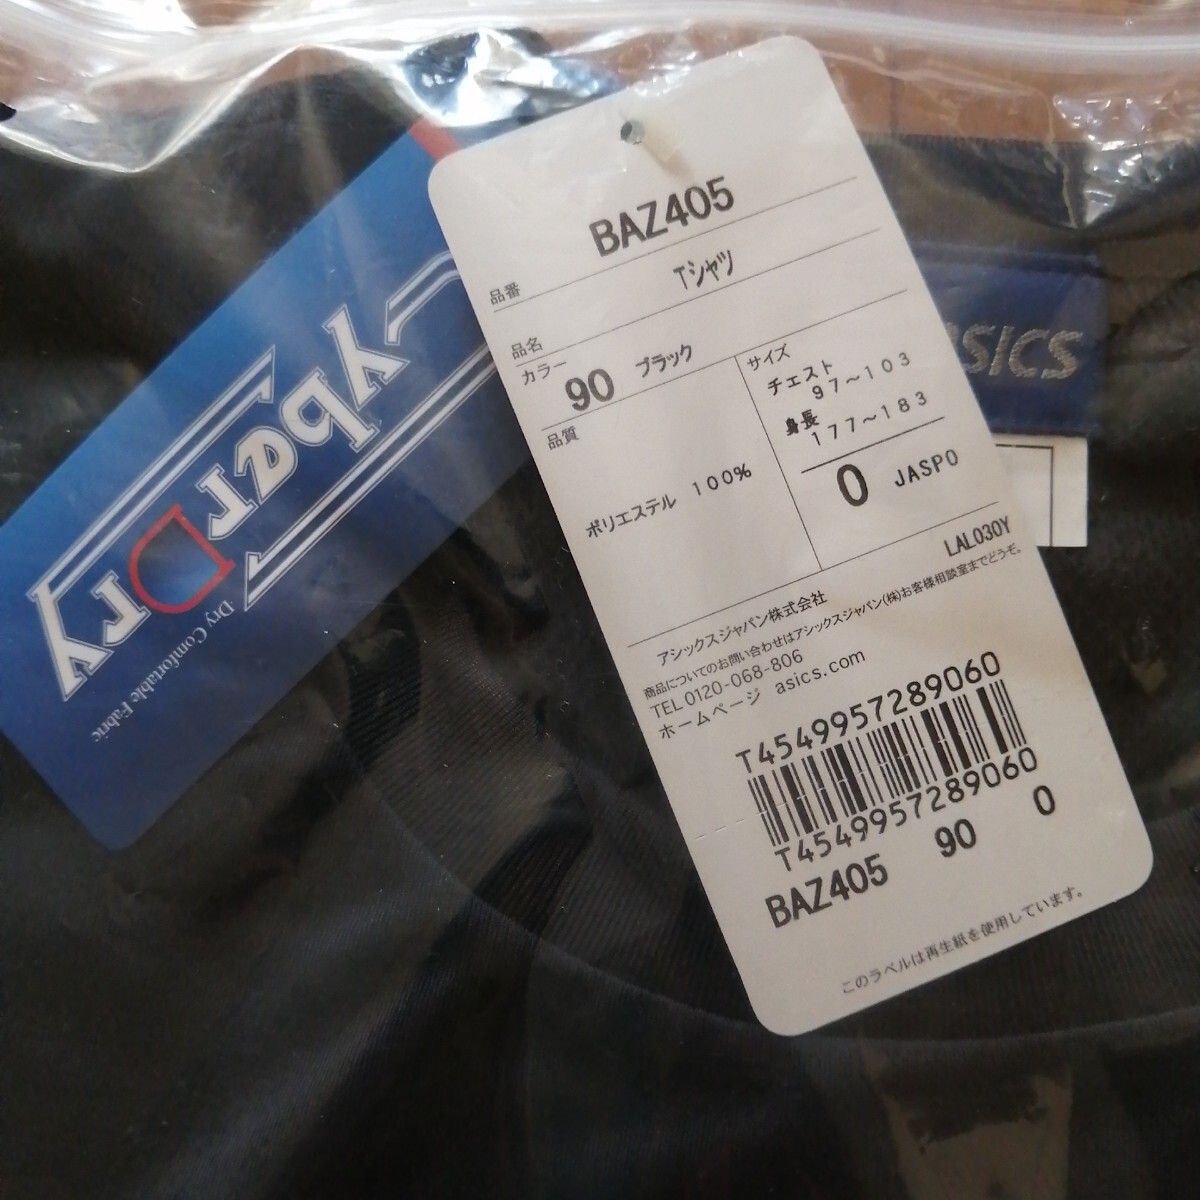 BAZ405
品番
Tシャツ
品名
カラー
90 ブラック
サイズ
チェスト
97～103
身長
177～183
品質
ポリエステル 100%
O JASPO
LAL030Y
アシックスジャパン株式会社
商品についてのお問い合わせはアシックスジャパン(株)お客様相談室までどうぞ。
TEL 0120-068-806
ホームページ asics.com
T4549957289060
T4549957289060
BAZ405 90 O
このラベルは再生紙を使用しています。
CyberDry
Dry Comfortable Fabric
ASICS